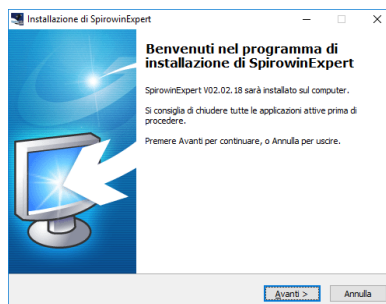 Installazione di SpirowinExpert
Benvenuti nel programma di
installazione di SpirowinExpert
SpirowinExpert V02.02.18 sarà installato sul computer.
Si consiglia di chiudere tutte le applicazioni attive prima di
procedere.
Premere Avanti per continuare, o Annulla per uscire.
Avanti >
Annulla